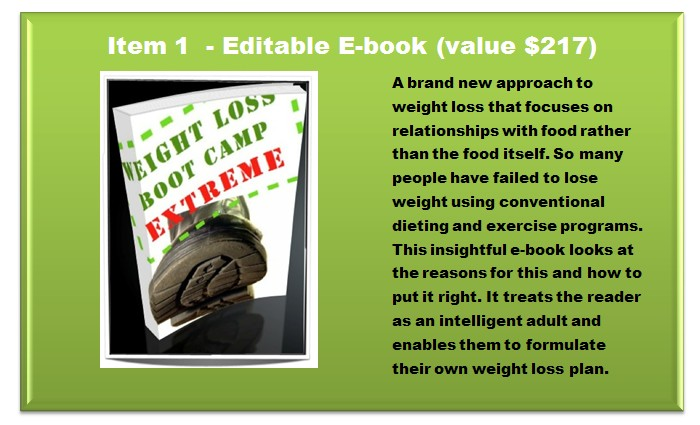 Item 1  - Editable E-book (value $217)
WEIGHT LOSS
BOOT CAMP
EXTREME
A brand new approach to
weight loss that focuses on
relationships with food rather
than the food itself. So many
people have failed to lose
weight using conventional
dieting and exercise programs.
This insightful e-book looks at
the reasons for this and how to
put it right. It treats the reader
as an intelligent adult and
enables them to formulate
their own weight loss plan.